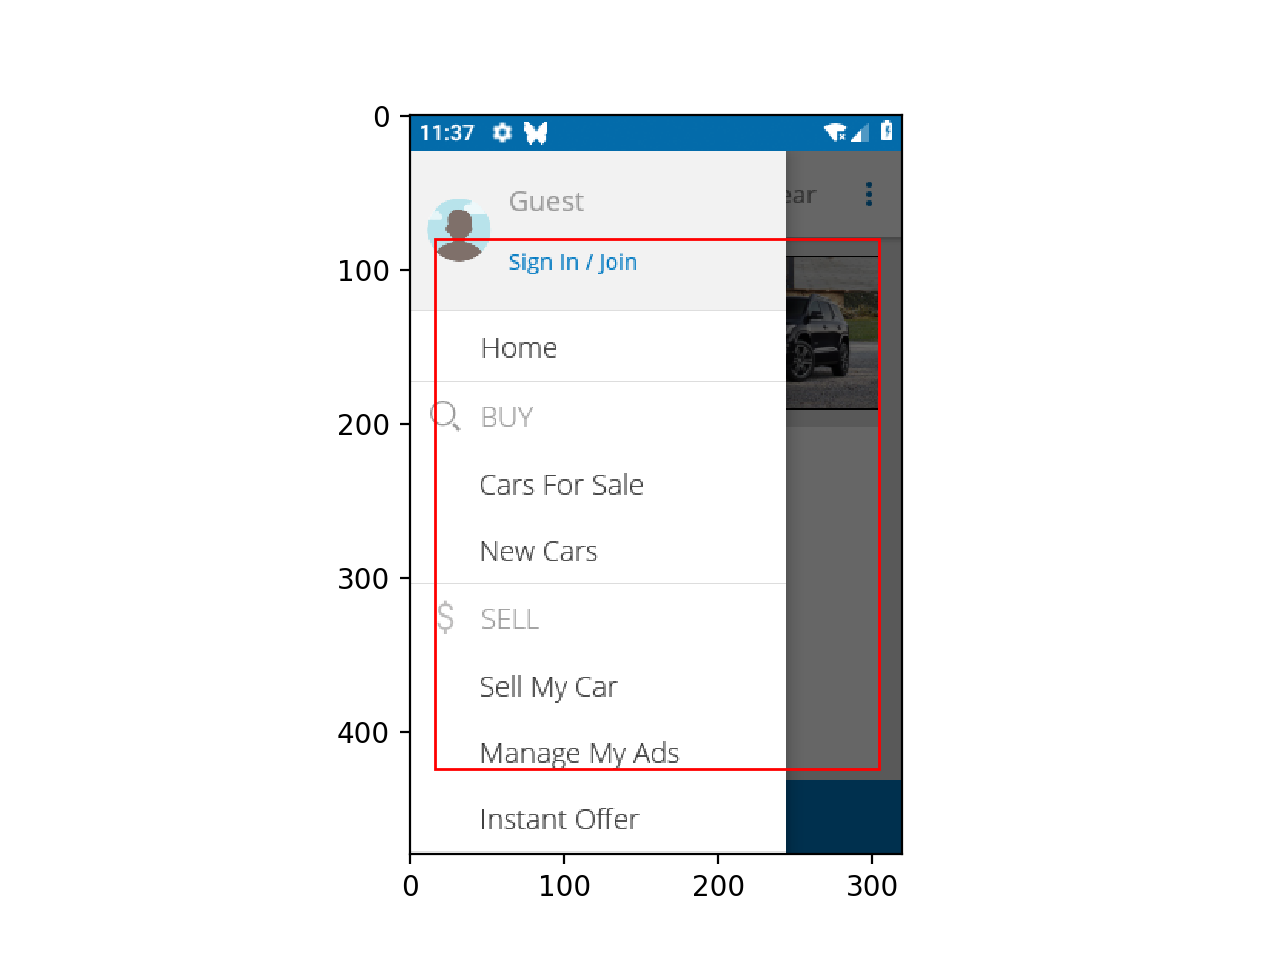 0
11:37
ear
Guest
100
Sign In / Join
Home
200
BUY
Cars For Sale
New Cars
300
$ SELL
Sell My Car
400
Manage My Ads
Instant Offer
0 100 200 300